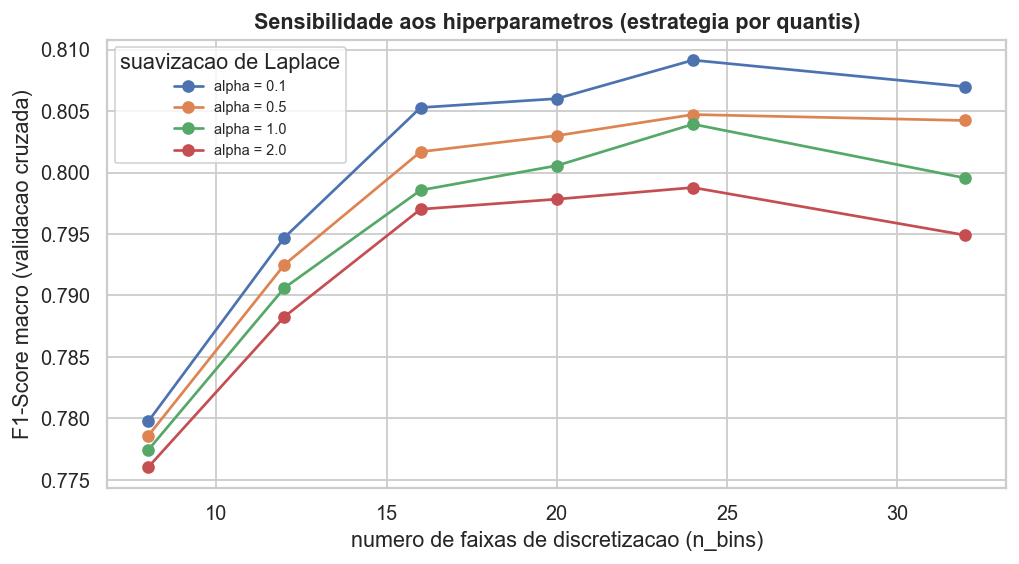 Sensibilidade aos hiperparametros (estrategia por quantis)
suavizacao de Laplace
alpha = 0.1
alpha = 0.5
alpha = 1.0
alpha = 2.0
F1-Score macro (validacao cruzada)
0.810
0.805
0.800
0.795
0.790
0.785
0.780
0.775
10
15
20
25
30
numero de faixas de discretizacao (n_bins)